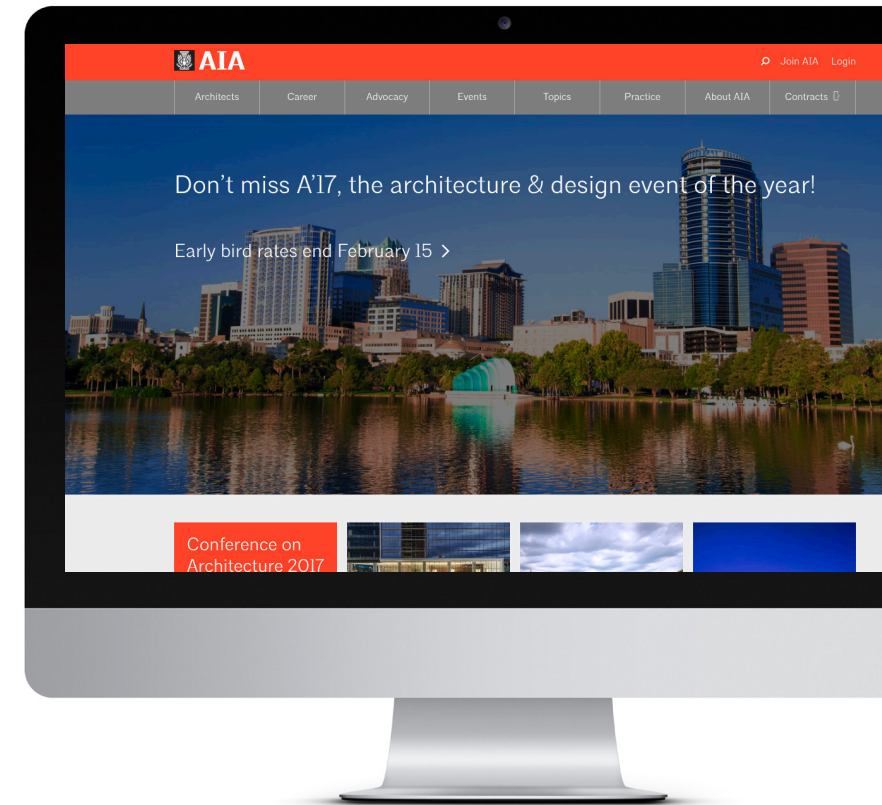 AIA
Join AIA Login
Architects Career Advocacy Events Topics Practice About AIA Contracts
Don't miss A'17, the architecture & design event of the year!
Early bird rates end February 15 >
Conference on
Architecture 2017